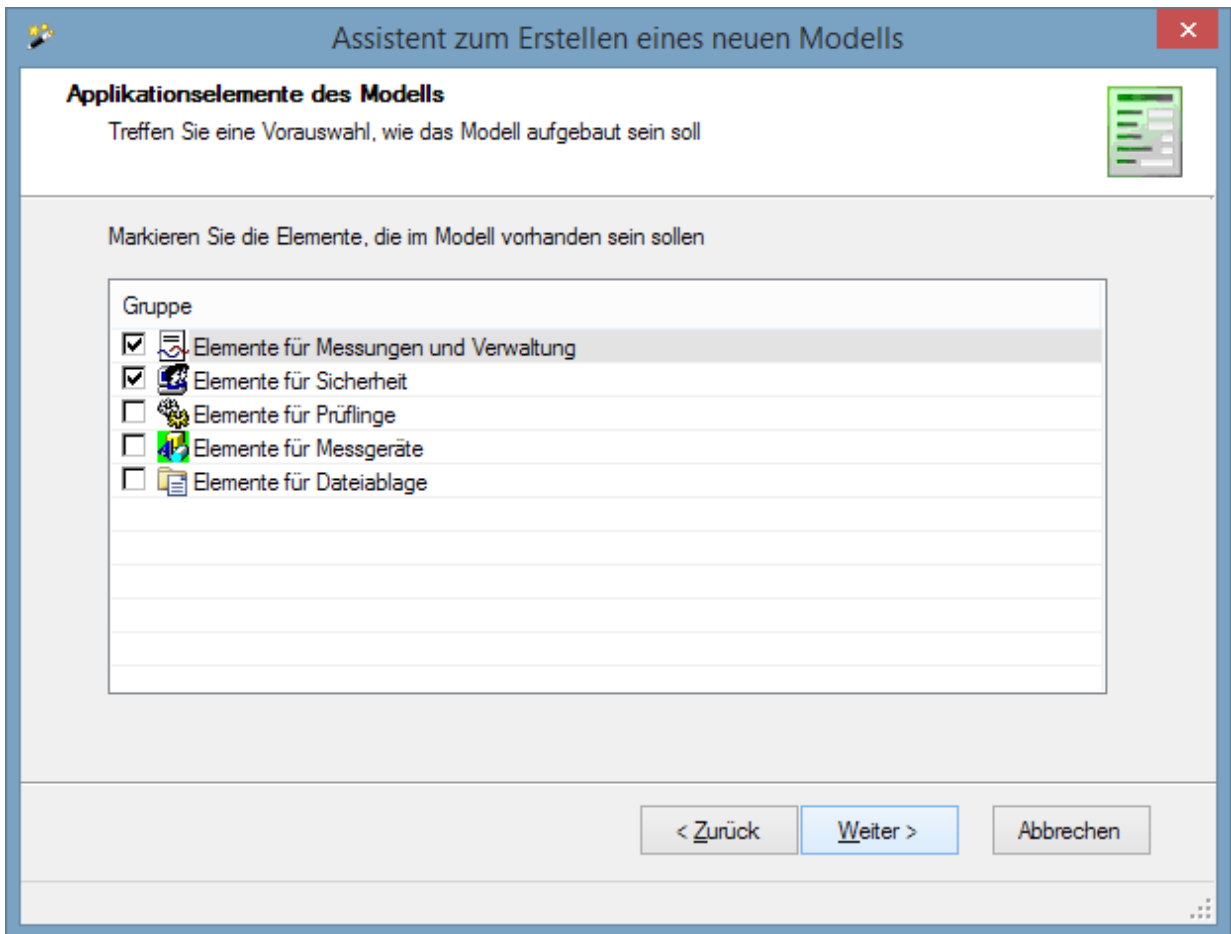 Assistent zum Erstellen eines neuen Modells
Applikationselemente des Modells
Treffen Sie eine Vorauswahl, wie das Modell aufgebaut sein soll
Markieren Sie die Elemente, die im Modell vorhanden sein sollen
Gruppe
Elemente für Messungen und Verwaltung
Elemente für Sicherheit
Elemente für Prüflinge
Elemente für Messgeräte
Elemente für Dateiablage
< Zurück Weiter > Abbrechen